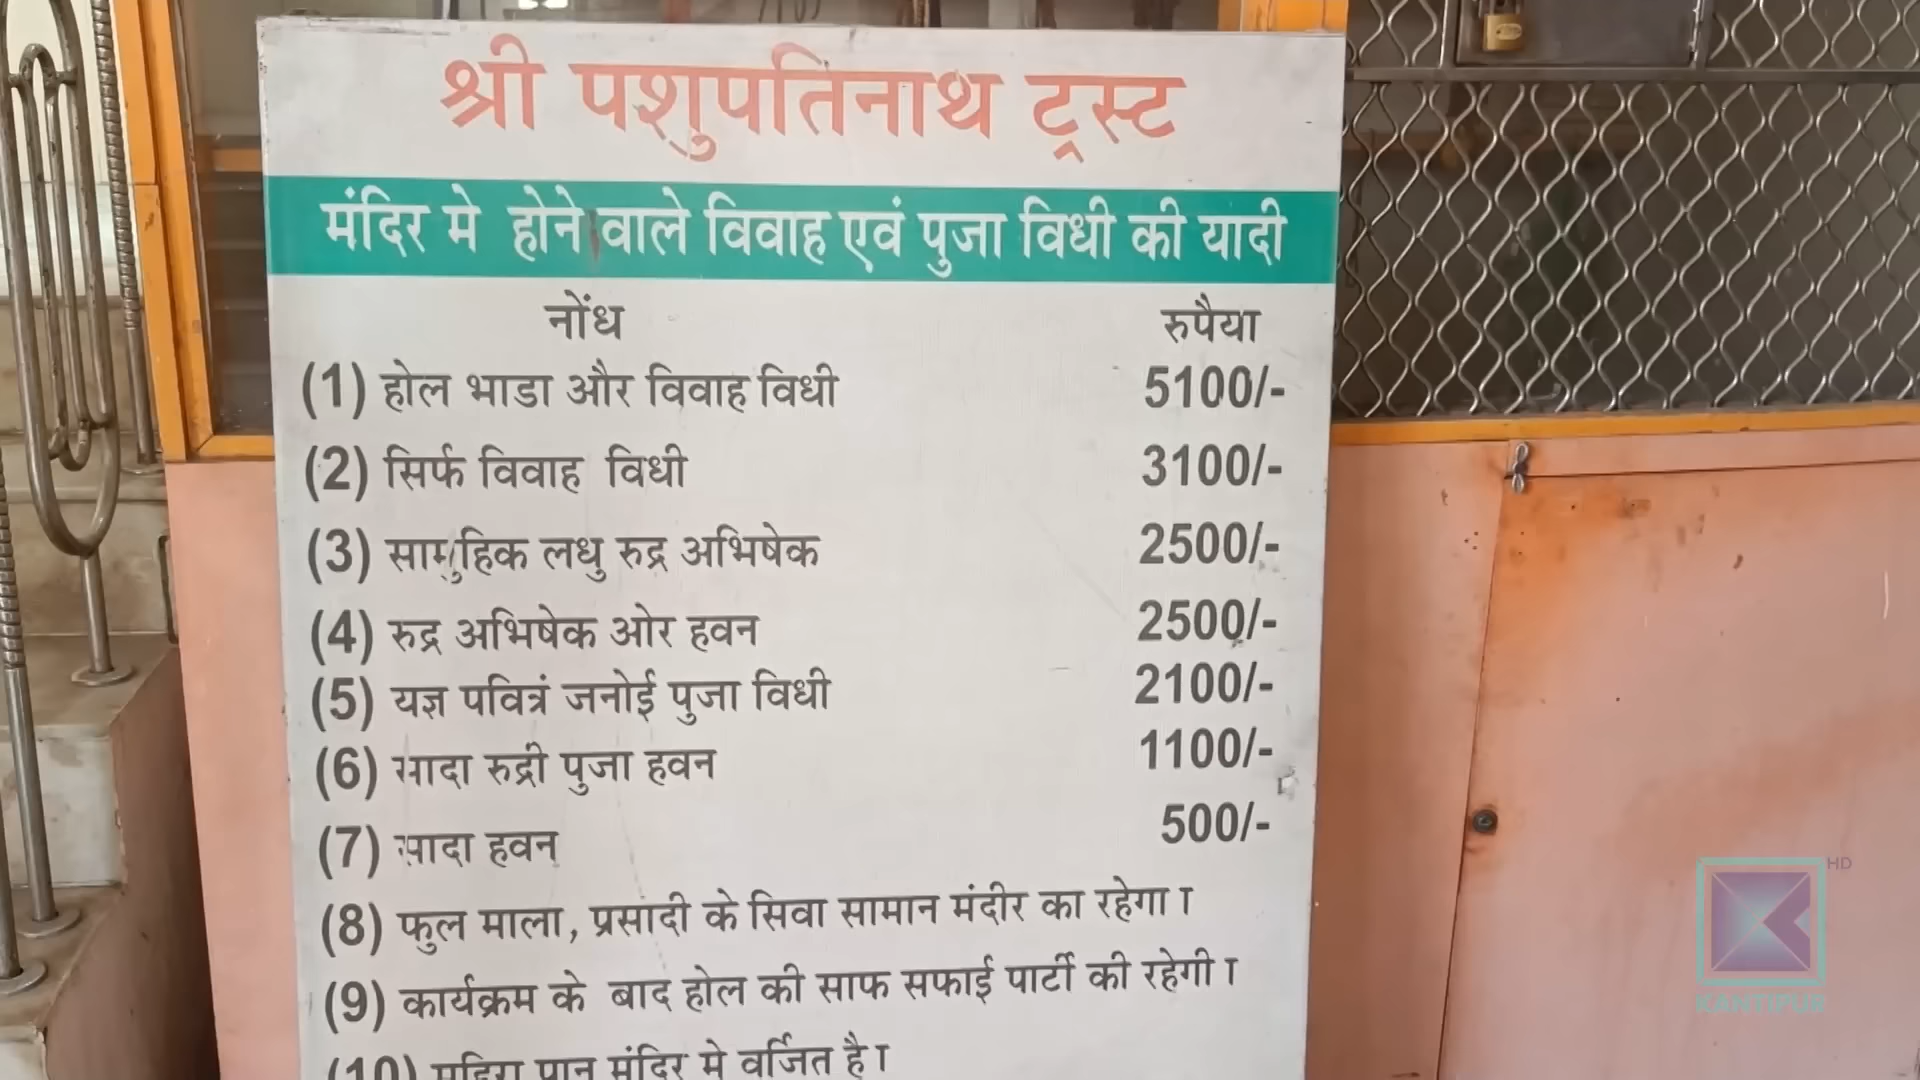 श्री पशुपतिनाथ ट्रस्ट
मंदिर मे होने वाले विवाह एवं पुजा विधी की यादी
नोंध रुपैया
(1) होल भाडा और विवाह विधी 5100/-
(2) सिर्फ विवाह विधी 3100/-
(3) सामुहिक लधु रुद्र अभिषेक 2500/-
(4) रुद्र अभिषेक ओर हवन 2500/-
(5) यज्ञ पवित्रं जनोई पुजा विधी 2100/-
(6) सादा रुद्री पुजा हवन 1100/-
(7) सादा हवन 500/-
(8) फुल माला, प्रसादी के सिवा सामान मंदीर का रहेगा ।
(9) कार्यक्रम के बाद होल की साफ सफाई पार्टी की रहेगी ।
(10) मदिरा पान मंदिर मे वर्जित है ।
HD
KANTIPUR